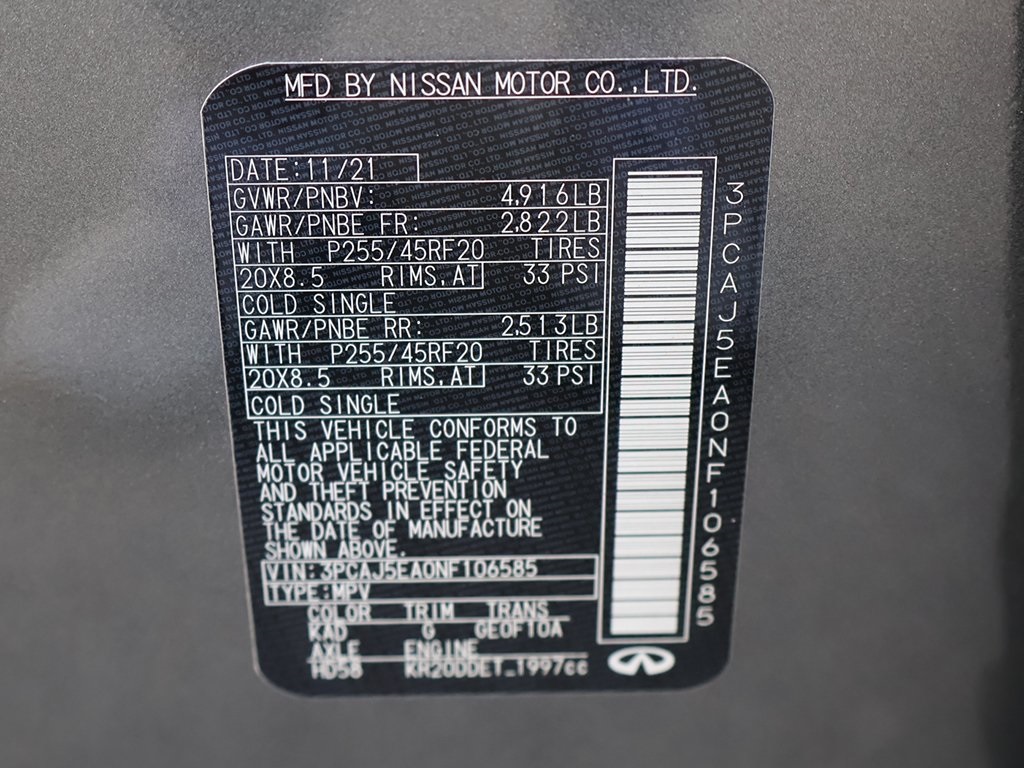 MFD BY NISSAN MOTOR CO.,LTD.
DATE:11/21
GVWR/PNBV: 4,916LB
GAWR/PNBE FR: 2,822LB
WITH P255/45RF20 TIRES
20X8.5 RIMS,AT 33 PSI
COLD SINGLE
GAWR/PNBE RR: 2,513LB
WITH P255/45RF20 TIRES
20X8.5 RIMS,AT 33 PSI
COLD SINGLE
THIS VEHICLE CONFORMS TO
ALL APPLICABLE FEDERAL
MOTOR VEHICLE SAFETY
AND THEFT PREVENTION
STANDARDS IN EFFECT ON
THE DATE OF MANUFACTURE
SHOWN ABOVE.
VIN:3PCAJ5EA0NF106585
TYPE:MPV
COLOR TRIM TRANS
KAD G GE0F10A
AXLE ENGINE
HD58 KR20DDET_1997cc
3PCAJ5EA0NF106585